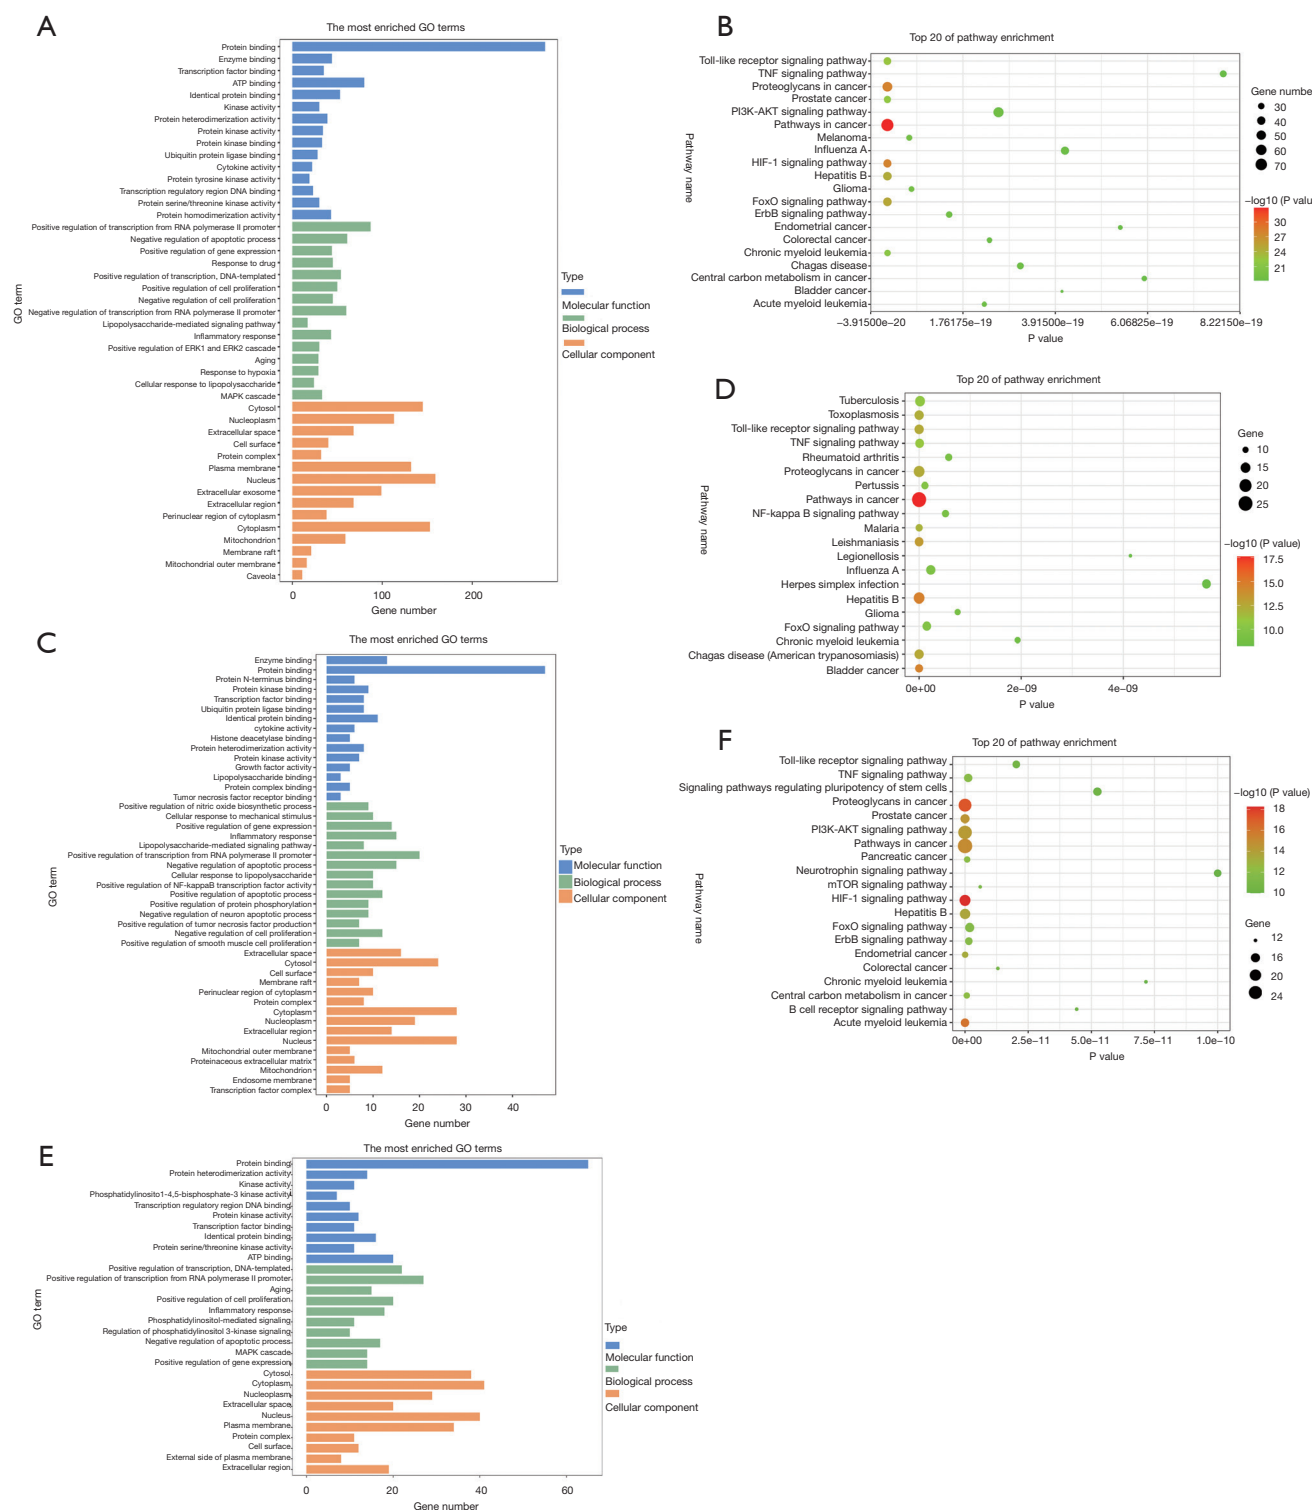 A
The most enriched GO terms
Protein binding
Enzyme binding
Transcription factor binding
ATP binding
Identical protein binding
Kinase activity
Protein heterodimerization activity
Protein kinase activity
Protein kinase binding
Ubiquitin protein ligase binding
Cytokine activity
Protein tyrosine kinase activity
Transcription regulatory region DNA binding
Protein serine/threonine kinase activity
Protein homodimerization activity
Positive regulation of transcription from RNA polymerase II promoter
Negative regulation of apoptotic process
Positive regulation of gene expression
Response to drug
Positive regulation of transcription, DNA-templated
Positive regulation of cell proliferation
Negative regulation of cell proliferation
Negative regulation of transcription from RNA polymerase II promoter
Lipopolysaccharide-mediated signaling pathway
Inflammatory response
Positive regulation of ERK1 and ERK2 cascade
Aging
Response to hypoxia
Cellular response to lipopolysaccharide
MAPK cascade
Cytosol
Nucleoplasm
Extracellular space
Cell surface
Protein complex
Plasma membrane
Nucleus
Extracellular exosome
Extracellular region
Perinuclear region of cytoplasm
Cytoplasm
Mitochondrion
Membrane raft
Mitochondrial outer membrane
Caveola
GO term
0 100 200
Gene number
Type
Molecular function
Biological process
Cellular component
B
Top 20 of pathway enrichment
Toll-like receptor signaling pathway
TNF signaling pathway
Proteoglycans in cancer
Prostate cancer
PI3K-AKT signaling pathway
Pathways in cancer
Melanoma
Influenza A
HIF-1 signaling pathway
Hepatitis B
Glioma
FoxO signaling pathway
ErbB signaling pathway
Endometrial cancer
Colorectal cancer
Chronic myeloid leukemia
Chagas disease
Central carbon metabolism in cancer
Bladder cancer
Acute myeloid leukemia
Pathway name
−3.91500e−20 1.76175e−19 3.91500e−19 6.06825e−19 8.22150e−19
P value
Gene number
30
40
50
60
70
−log10 (P value)
30
27
24
21
C
The most enriched GO terms
Enzyme binding
Protein binding
Protein N-terminus binding
Protein kinase binding
Transcription factor binding
Ubiquitin protein ligase binding
Identical protein binding
cytokine activity
Histone deacetylase binding
Protein heterodimerization activity
Protein kinase activity
Growth factor activity
Lipopolysaccharide binding
Protein complex binding
Tumor necrosis factor receptor binding
Positive regulation of nitric oxide biosynthetic process
Cellular response to mechanical stimulus
Positive regulation of gene expression
Inflammatory response
Lipopolysaccharide-mediated signaling pathway
Positive regulation of transcription from RNA polymerase II promoter
Negative regulation of apoptotic process
Cellular response to lipopolysaccharide
Positive regulation of NF-kappaB transcription factor activity
Positive regulation of apoptotic process
Positive regulation of protein phosphorylation
Negative regulation of neuron apoptotic process
Positive regulation of tumor necrosis factor production
Negative regulation of cell proliferation
Positive regulation of smooth muscle cell proliferation
Extracellular space
Cytosol
Cell surface
Membrane raft
Perinuclear region of cytoplasm
Protein complex
Cytoplasm
Nucleoplasm
Extracellular region
Nucleus
Mitochondrial outer membrane
Proteinaceous extracellular matrix
Mitochondrion
Endosome membrane
Transcription factor complex
GO term
0 10 20 30 40
Gene number
Type
Molecular function
Biological process
Cellular component
D
Top 20 of pathway enrichment
Tuberculosis
Toxoplasmosis
Toll-like receptor signaling pathway
TNF signaling pathway
Rheumatoid arthritis
Proteoglycans in cancer
Pertussis
Pathways in cancer
NF-kappa B signaling pathway
Malaria
Leishmaniasis
Legionellosis
Influenza A
Herpes simplex infection
Hepatitis B
Glioma
FoxO signaling pathway
Chronic myeloid leukemia
Chagas disease (American trypanosomiasis)
Bladder cancer
Pathway name
0e+00 2e−09 4e−09
P value
Gene
10
15
20
25
−log10 (P value)
17.5
15.0
12.5
10.0
E
The most enriched GO terms
Protein binding
Protein heterodimerization activity
Kinase activity
Phosphatidylinosito1-4,5-bisphosphate-3 kinase activity
Transcription regulatory region DNA binding
Protein kinase activity
Transcription factor binding
Identical protein binding
Protein serine/threonine kinase activity
ATP binding
Positive regulation of transcription, DNA-templated
Positive regulation of transcription from RNA polymerase II promoter
Aging
Positive regulation of cell proliferation
Inflammatory response
Phosphatidylinositol-mediated signaling
Regulation of phosphatidylinositol 3-kinase signaling
Negative regulation of apoptotic process
MAPK cascade
Positive regulation of gene expression
Cytosol
Cytoplasm
Nucleoplasm
Extracellular space
Nucleus
Plasma membrane
Protein complex
Cell surface
External side of plasma membrane
Extracellular region
GO term
0 20 40 60
Gene number
Type
Molecular function
Biological process
Cellular component
F
Top 20 of pathway enrichment
Toll-like receptor signaling pathway
TNF signaling pathway
Signaling pathways regulating pluripotency of stem cells
Proteoglycans in cancer
Prostate cancer
PI3K-AKT signaling pathway
Pathways in cancer
Pancreatic cancer
Neurotrophin signaling pathway
mTOR signaling pathway
HIF-1 signaling pathway
Hepatitis B
FoxO signaling pathway
ErbB signaling pathway
Endometrial cancer
Colorectal cancer
Chronic myeloid leukemia
Central carbon metabolism in cancer
B cell receptor signaling pathway
Acute myeloid leukemia
Pathway name
0e+00 2.5e−11 5.0e−11 7.5e−11 1.0e−10
P value
−log10 (P value)
18
16
14
12
10
Gene
12
16
20
24